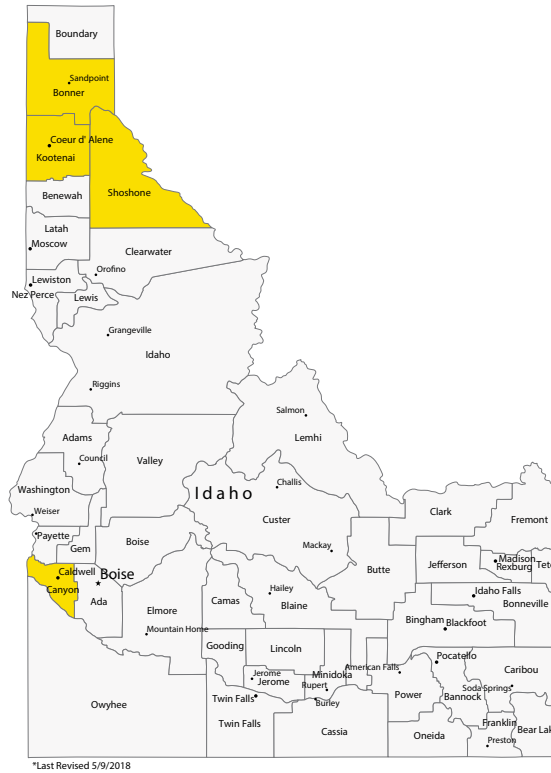 Boundary
Sandpoint
Bonner
Coeur d' Alene
Kootenai
Shoshone
Benewah
Latah
Moscow
Clearwater
Orofino
Lewiston
Nez Perce
Lewis
Grangeville
Idaho
Riggins
Salmon
Lemhi
Adams
Council
Valley
Washington
Idaho
Challis
Weiser
Custer
Clark
Fremont
Payette
Gem
Boise
Mackay
Butte
Jefferson
Madison
Rexburg
Tet
Caldwell
Boise
Canyon
Ada
Elmore
Camas
Hailey
Blaine
Idaho Falls
Bonneville
Bingham
Blackfoot
Mountain Home
Gooding
Lincoln
Pocatello
Caribou
American Falls
Jerome
Jerome
Minidoka
Rupert
Power
Soda Springs
Bannock
Twin Falls
Burley
Owyhee
Twin Falls
Cassia
Oneida
Franklin
Preston
Bear Lak
*Last Revised 5/9/2018